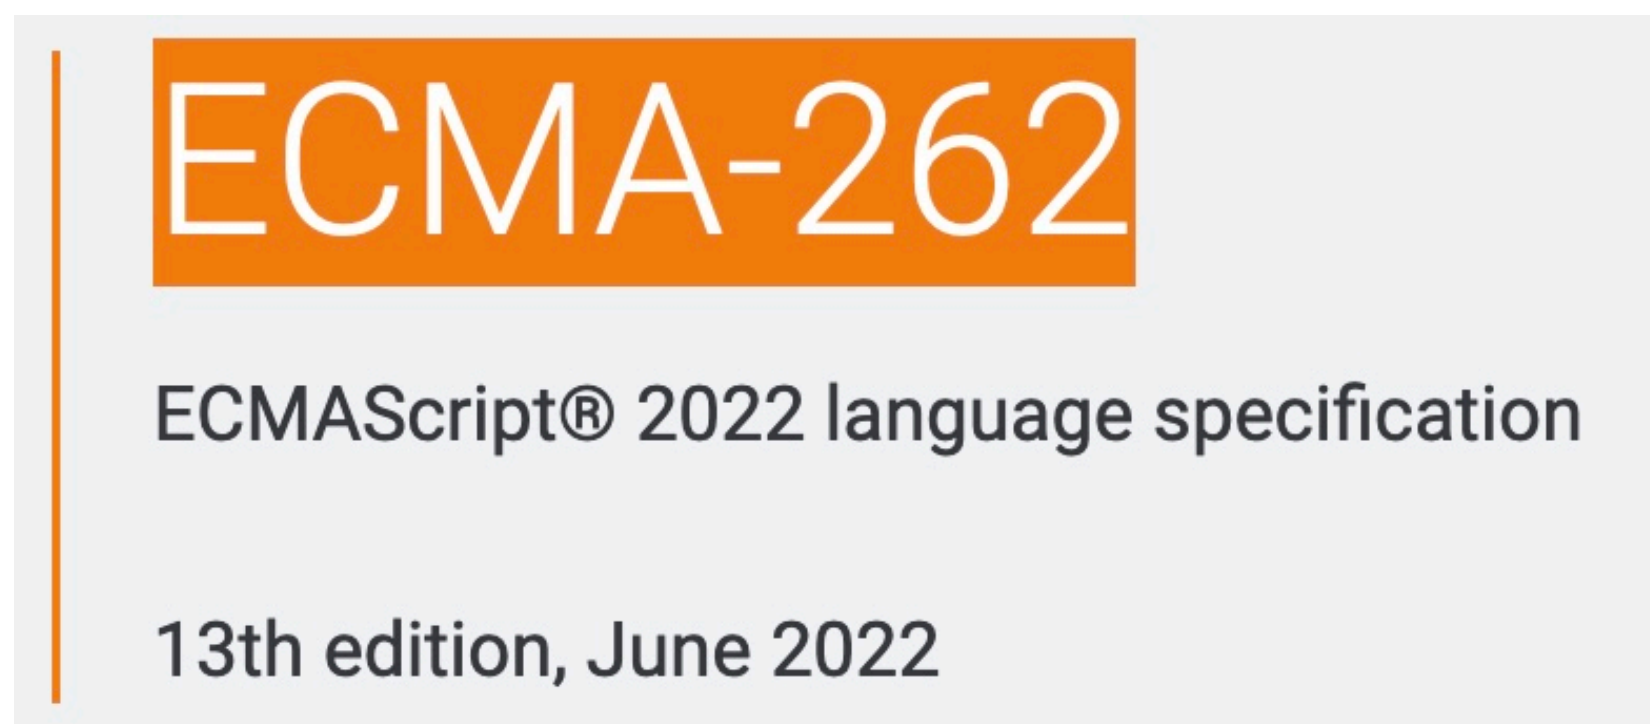 ECMA-262
ECMAScript® 2022 language specification
13th edition, June 2022